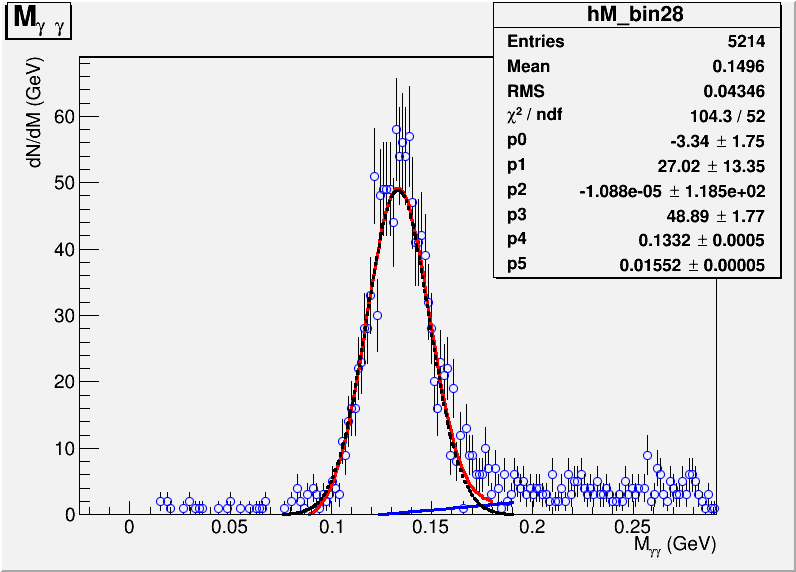 M γ γ
hM_bin28
Entries 5214
Mean 0.1496
RMS 0.04346
χ² / ndf 104.3 / 52
p0 -3.34 ± 1.75
p1 27.02 ± 13.35
p2 -1.088e-05 ± 1.185e+02
p3 48.89 ± 1.77
p4 0.1332 ± 0.0005
p5 0.01552 ± 0.00005
dN/dM (GeV)
60
50
40
30
20
10
0
0 0.05 0.1 0.15 0.2 0.25
Mγγ (GeV)